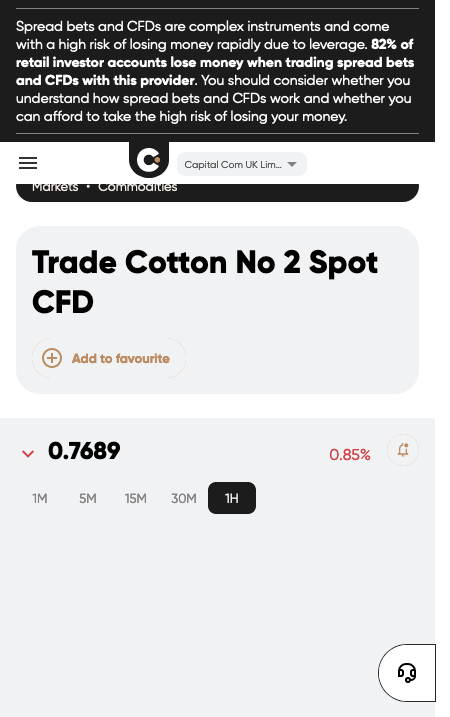 Spread bets and CFDs are complex instruments and come
with a high risk of losing money rapidly due to leverage. 82% of
retail investor accounts lose money when trading spread bets
and CFDs with this provider. You should consider whether you
understand how spread bets and CFDs work and whether you
can afford to take the high risk of losing your money.
Capital Com UK Lim...
Markets • Commodities
Trade Cotton No 2 Spot
CFD
Add to favourite
0.7689 0.85%
1M 5M 15M 30M 1H